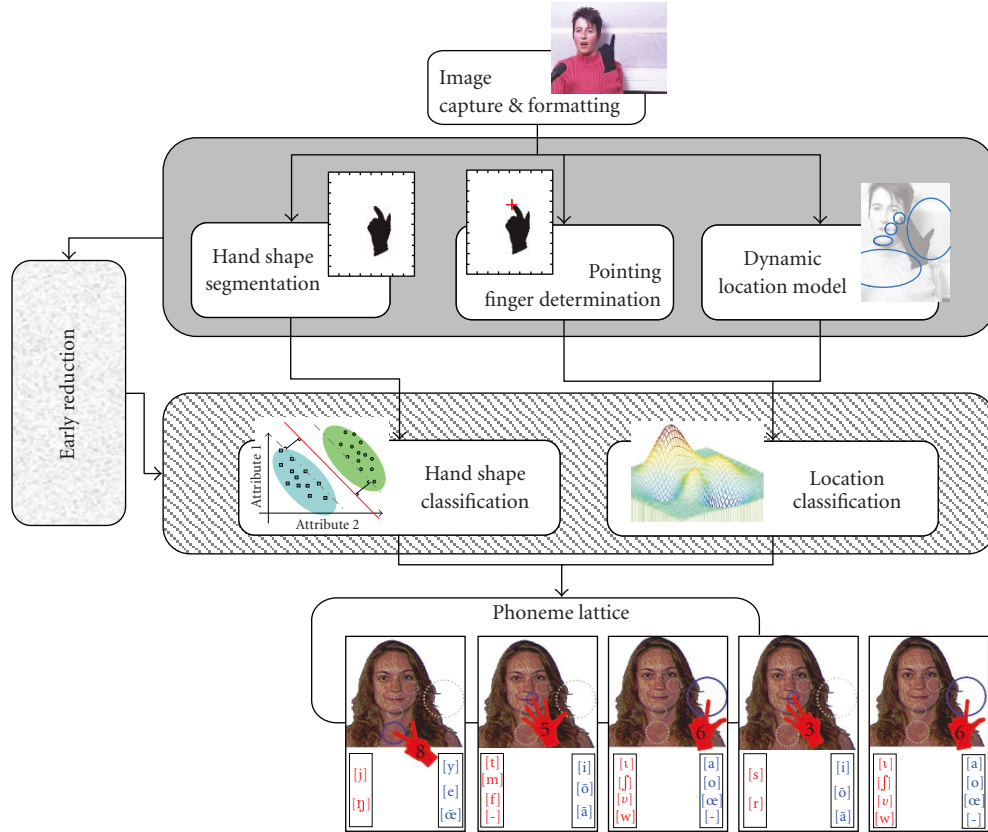 Image
capture & formatting
Hand shape
segmentation
Pointing
finger determination
Dynamic
location model
Early reduction
Attribute 1
Attribute 2
Hand shape
classification
Location
classification
Phoneme lattice
8
5
6
3
6
[j]
[ŋ]
[y]
[e]
[œ̃]
[t]
[m]
[f]
[-]
[i]
[õ]
[ã]
[ɩ]
[ʃ]
[ʋ]
[w]
[a]
[o]
[œ]
[-]
[s]
[r]
[i]
[õ]
[ã]
[ɩ]
[ʃ]
[ʋ]
[w]
[a]
[o]
[œ]
[-]